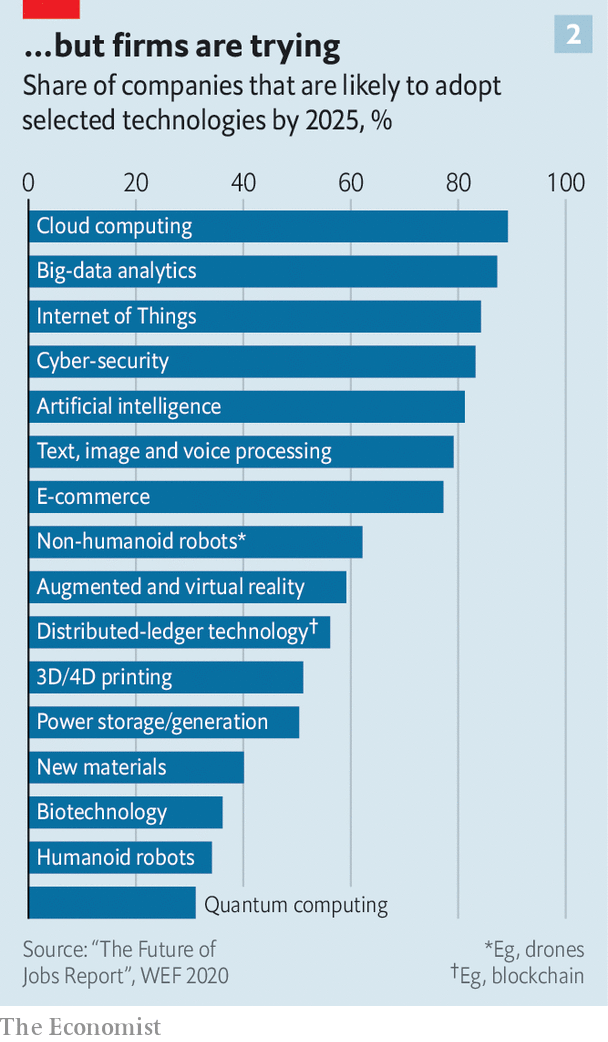 …but firms are trying
2
Share of companies that are likely to adopt
selected technologies by 2025, %
0 20 40 60 80 100
Cloud computing
Big-data analytics
Internet of Things
Cyber-security
Artificial intelligence
Text, image and voice processing
E-commerce
Non-humanoid robots*
Augmented and virtual reality
Distributed-ledger technology†
3D/4D printing
Power storage/generation
New materials
Biotechnology
Humanoid robots
Quantum computing
Source: “The Future of
Jobs Report”, WEF 2020
*Eg, drones
†Eg, blockchain
The Economist